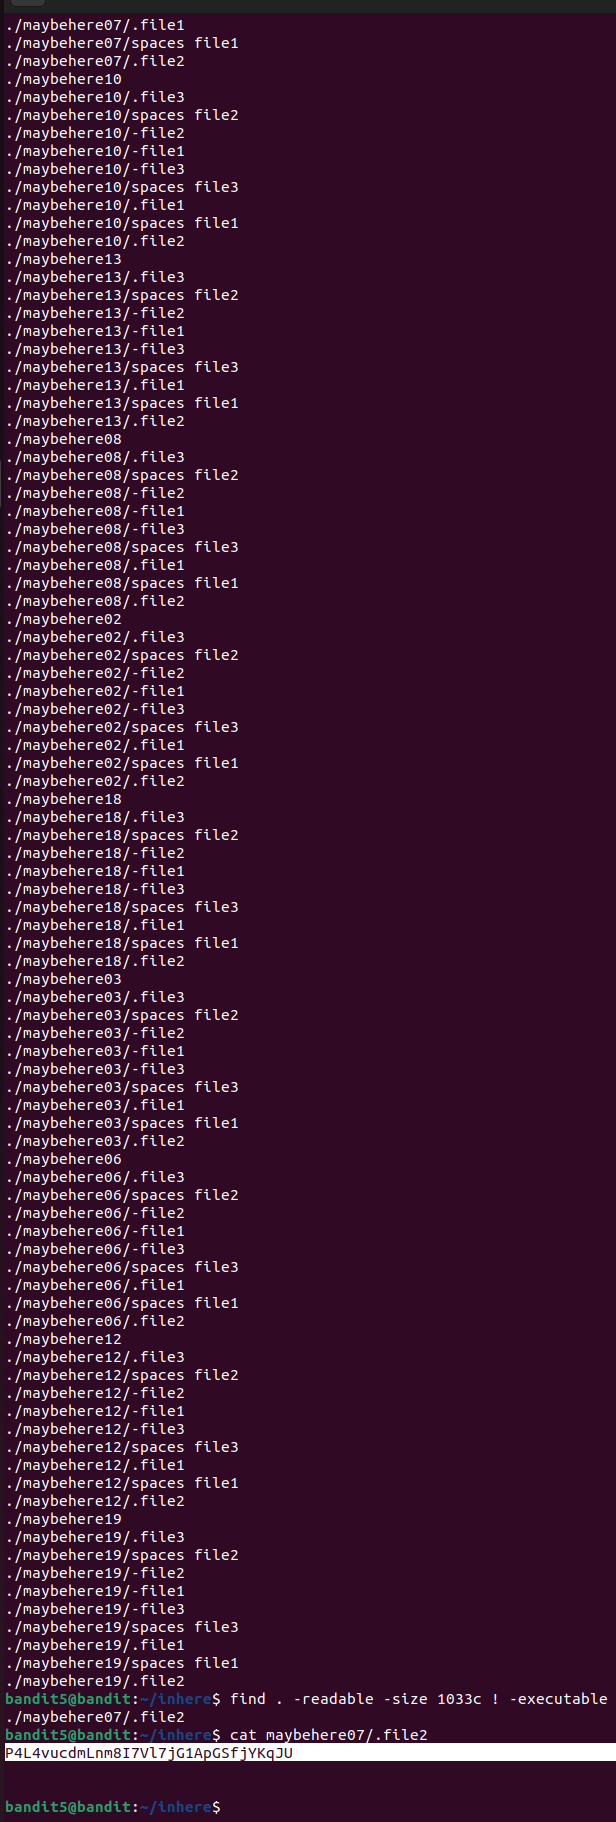 ./maybehere07/.file1
./maybehere07/spaces file1
./maybehere07/.file2
./maybehere10
./maybehere10/.file3
./maybehere10/spaces file2
./maybehere10/-file2
./maybehere10/-file1
./maybehere10/-file3
./maybehere10/spaces file3
./maybehere10/.file1
./maybehere10/spaces file1
./maybehere10/.file2
./maybehere13
./maybehere13/.file3
./maybehere13/spaces file2
./maybehere13/-file2
./maybehere13/-file1
./maybehere13/-file3
./maybehere13/spaces file3
./maybehere13/.file1
./maybehere13/spaces file1
./maybehere13/.file2
./maybehere08
./maybehere08/.file3
./maybehere08/spaces file2
./maybehere08/-file2
./maybehere08/-file1
./maybehere08/-file3
./maybehere08/spaces file3
./maybehere08/.file1
./maybehere08/spaces file1
./maybehere08/.file2
./maybehere02
./maybehere02/.file3
./maybehere02/spaces file2
./maybehere02/-file2
./maybehere02/-file1
./maybehere02/-file3
./maybehere02/spaces file3
./maybehere02/.file1
./maybehere02/spaces file1
./maybehere02/.file2
./maybehere18
./maybehere18/.file3
./maybehere18/spaces file2
./maybehere18/-file2
./maybehere18/-file1
./maybehere18/-file3
./maybehere18/spaces file3
./maybehere18/.file1
./maybehere18/spaces file1
./maybehere18/.file2
./maybehere03
./maybehere03/.file3
./maybehere03/spaces file2
./maybehere03/-file2
./maybehere03/-file1
./maybehere03/-file3
./maybehere03/spaces file3
./maybehere03/.file1
./maybehere03/spaces file1
./maybehere03/.file2
./maybehere06
./maybehere06/.file3
./maybehere06/spaces file2
./maybehere06/-file2
./maybehere06/-file1
./maybehere06/-file3
./maybehere06/spaces file3
./maybehere06/.file1
./maybehere06/spaces file1
./maybehere06/.file2
./maybehere12
./maybehere12/.file3
./maybehere12/spaces file2
./maybehere12/-file2
./maybehere12/-file1
./maybehere12/-file3
./maybehere12/spaces file3
./maybehere12/.file1
./maybehere12/spaces file1
./maybehere12/.file2
./maybehere19
./maybehere19/.file3
./maybehere19/spaces file2
./maybehere19/-file2
./maybehere19/-file1
./maybehere19/-file3
./maybehere19/spaces file3
./maybehere19/.file1
./maybehere19/spaces file1
./maybehere19/.file2
bandit5@bandit:~/inhere$ find . -readable -size 1033c ! -executable
./maybehere07/.file2
bandit5@bandit:~/inhere$ cat maybehere07/.file2
P4L4vucdmLnm8I7Vl7jG1ApGSfjYKqJU
bandit5@bandit:~/inhere$